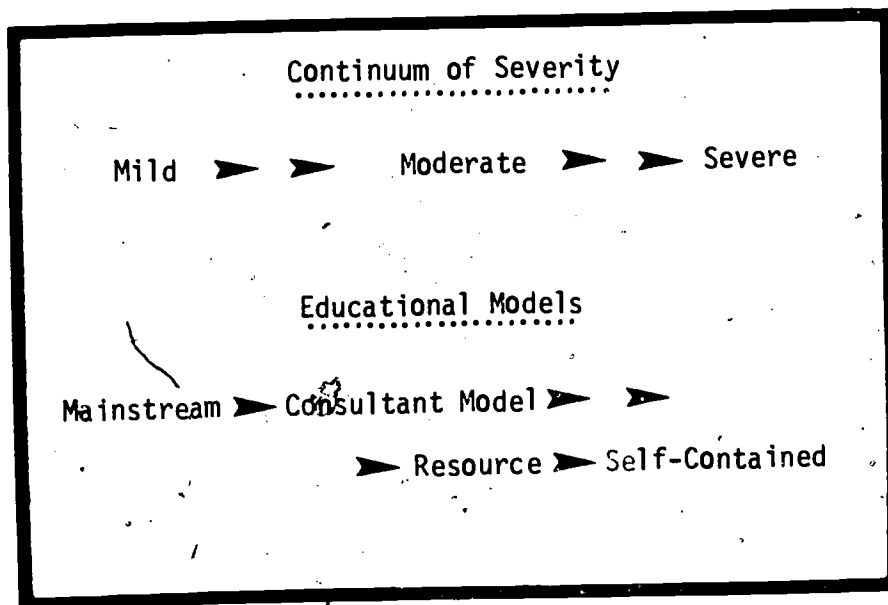 Continuum of Severity
Mild ➤ ➤ Moderate ➤ ➤ Severe
Educational Models
Mainstream ➤ Consultant Model ➤ ➤
➤ Resource ➤ Self-Contained